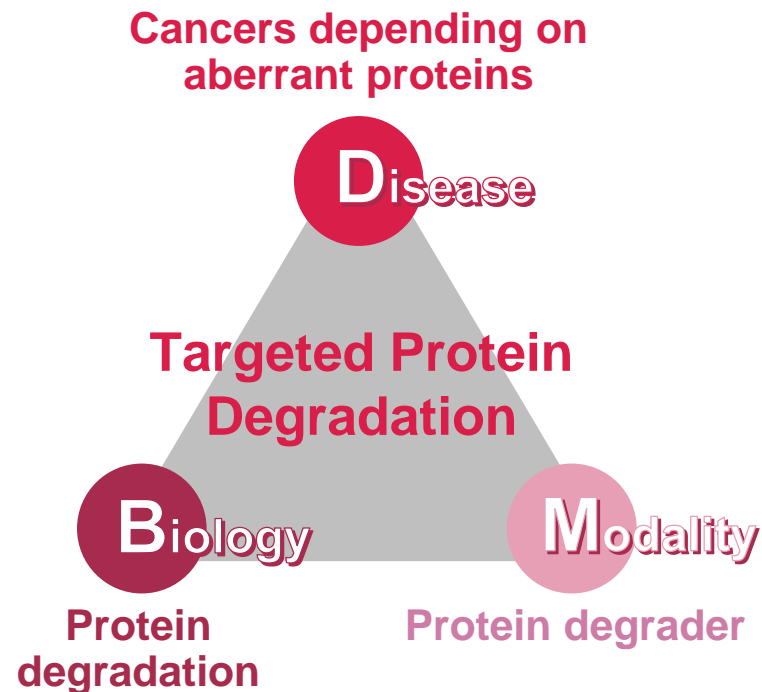 Cancers depending on
aberrant proteins
Disease
Targeted Protein
Degradation
Biology
Modality
Protein
degradation
Protein degrader